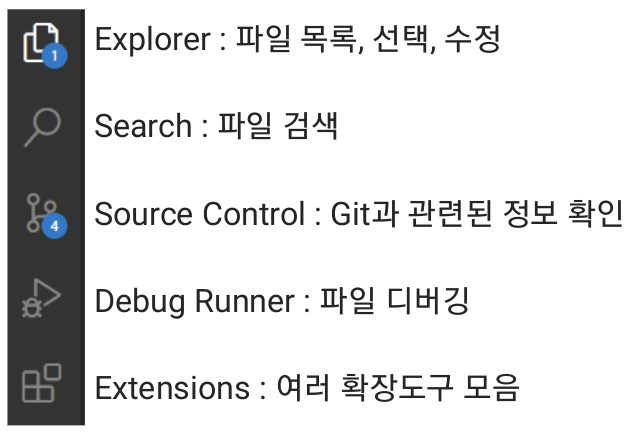 1
Explorer : 파일 목록, 선택, 수정
Search : 파일 검색
4
Source Control : Git과 관련된 정보 확인
Debug Runner : 파일 디버깅
Extensions : 여러 확장도구 모음